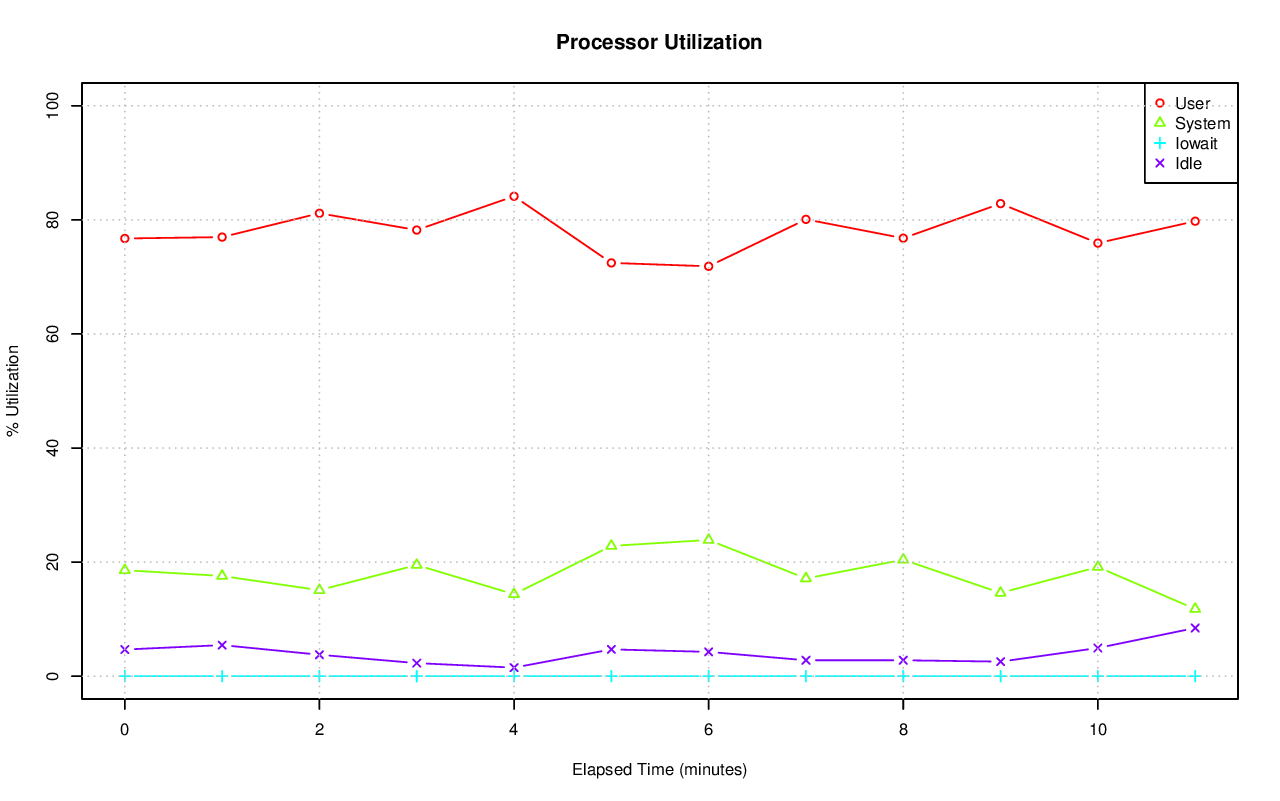 Processor Utilization
User
System
Iowait
Idle
% Utilization
100
80
60
40
20
0
0 2 4 6 8 10
Elapsed Time (minutes)